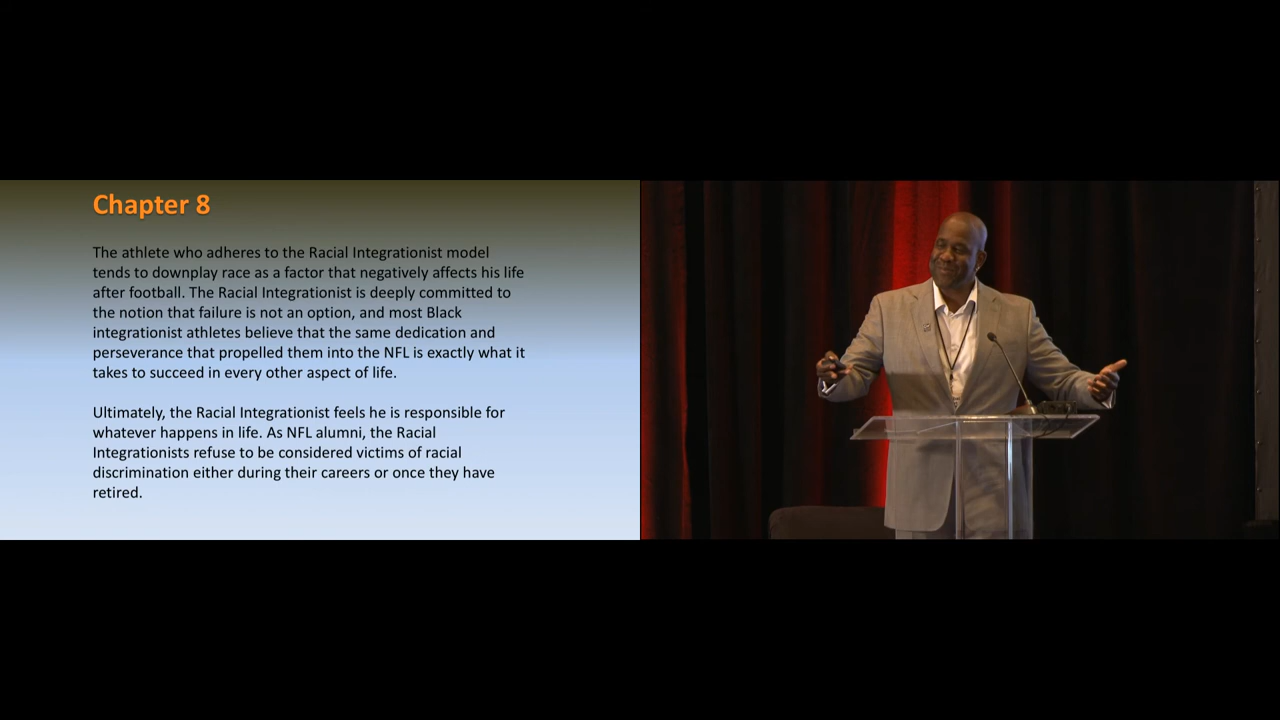 Chapter 8
The athlete who adheres to the Racial Integrationist model
tends to downplay race as a factor that negatively affects his life
after football. The Racial Integrationist is deeply committed to
the notion that failure is not an option, and most Black
integrationist athletes believe that the same dedication and
perseverance that propelled them into the NFL is exactly what it
takes to succeed in every other aspect of life.
Ultimately, the Racial Integrationist feels he is responsible for
whatever happens in life. As NFL alumni, the Racial
Integrationists refuse to be considered victims of racial
discrimination either during their careers or once they have
retired.